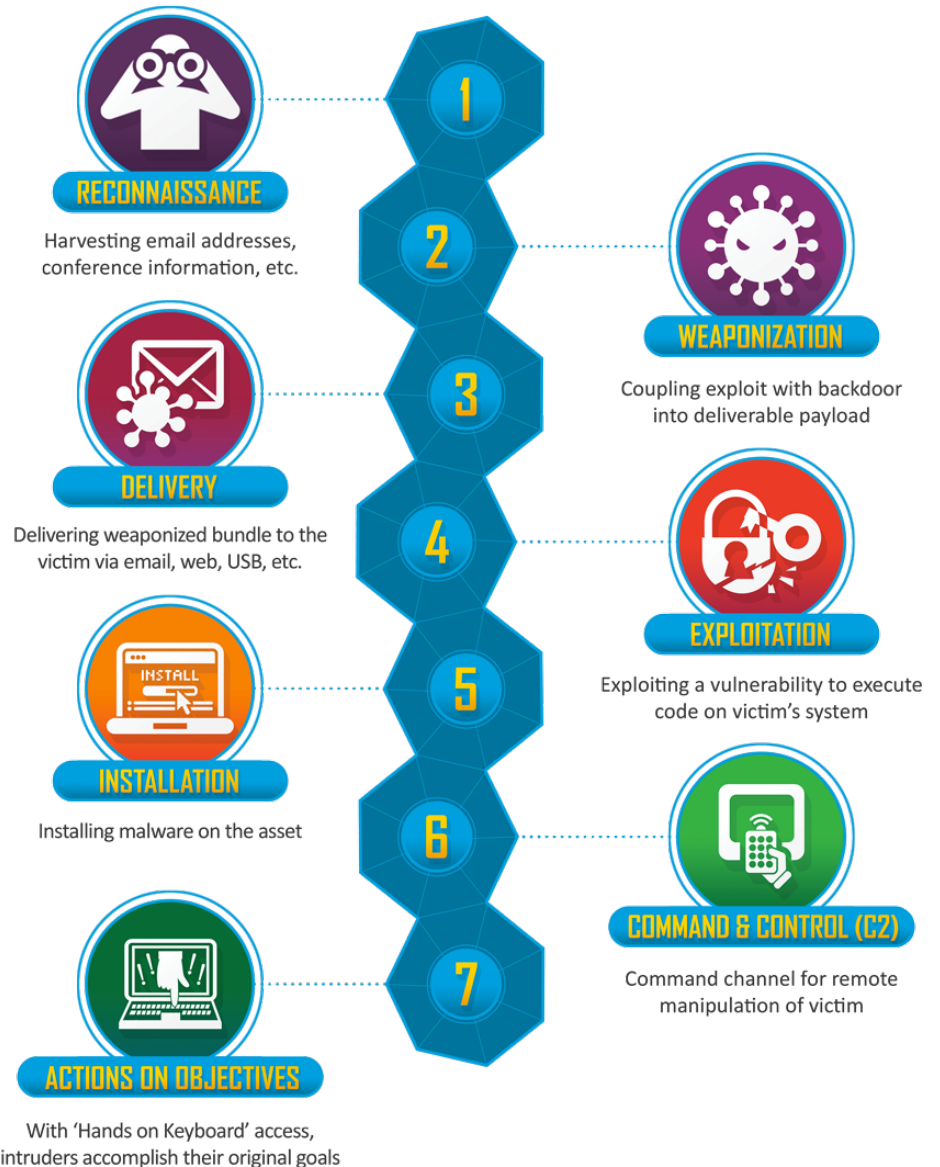 1
RECONNAISSANCE
Harvesting email addresses,
conference information, etc.
2
WEAPONIZATION
Coupling exploit with backdoor
into deliverable payload
3
DELIVERY
Delivering weaponized bundle to the
victim via email, web, USB, etc.
4
EXPLOITATION
Exploiting a vulnerability to execute
code on victim's system
5
INSTALL
INSTALLATION
Installing malware on the asset
6
COMMAND & CONTROL (C2)
Command channel for remote
manipulation of victim
7
\!! !!/
ACTIONS ON OBJECTIVES
With ‘Hands on Keyboard’ access,
intruders accomplish their original goals